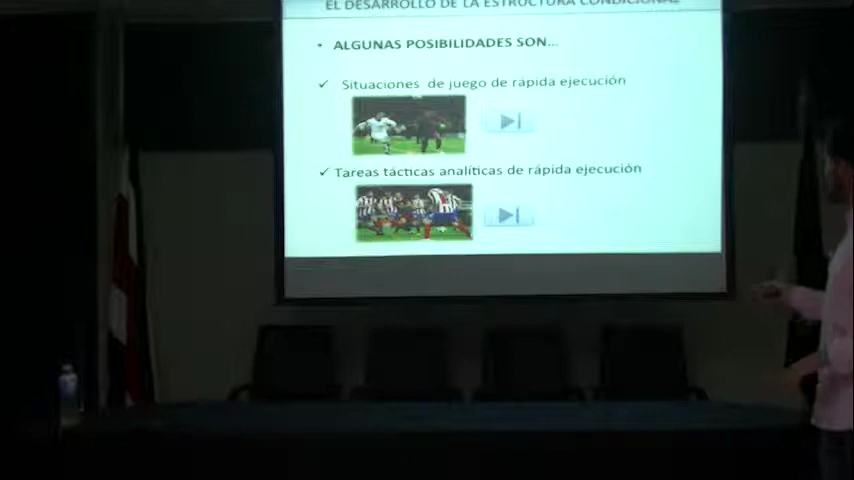 EL DESARROLLO DE LA ESTRUCTURA CONDICIONAL
• ALGUNAS POSIBILIDADES SON...
✓ Situaciones de juego de rápida ejecución
✓ Tareas tácticas analíticas de rápida ejecución